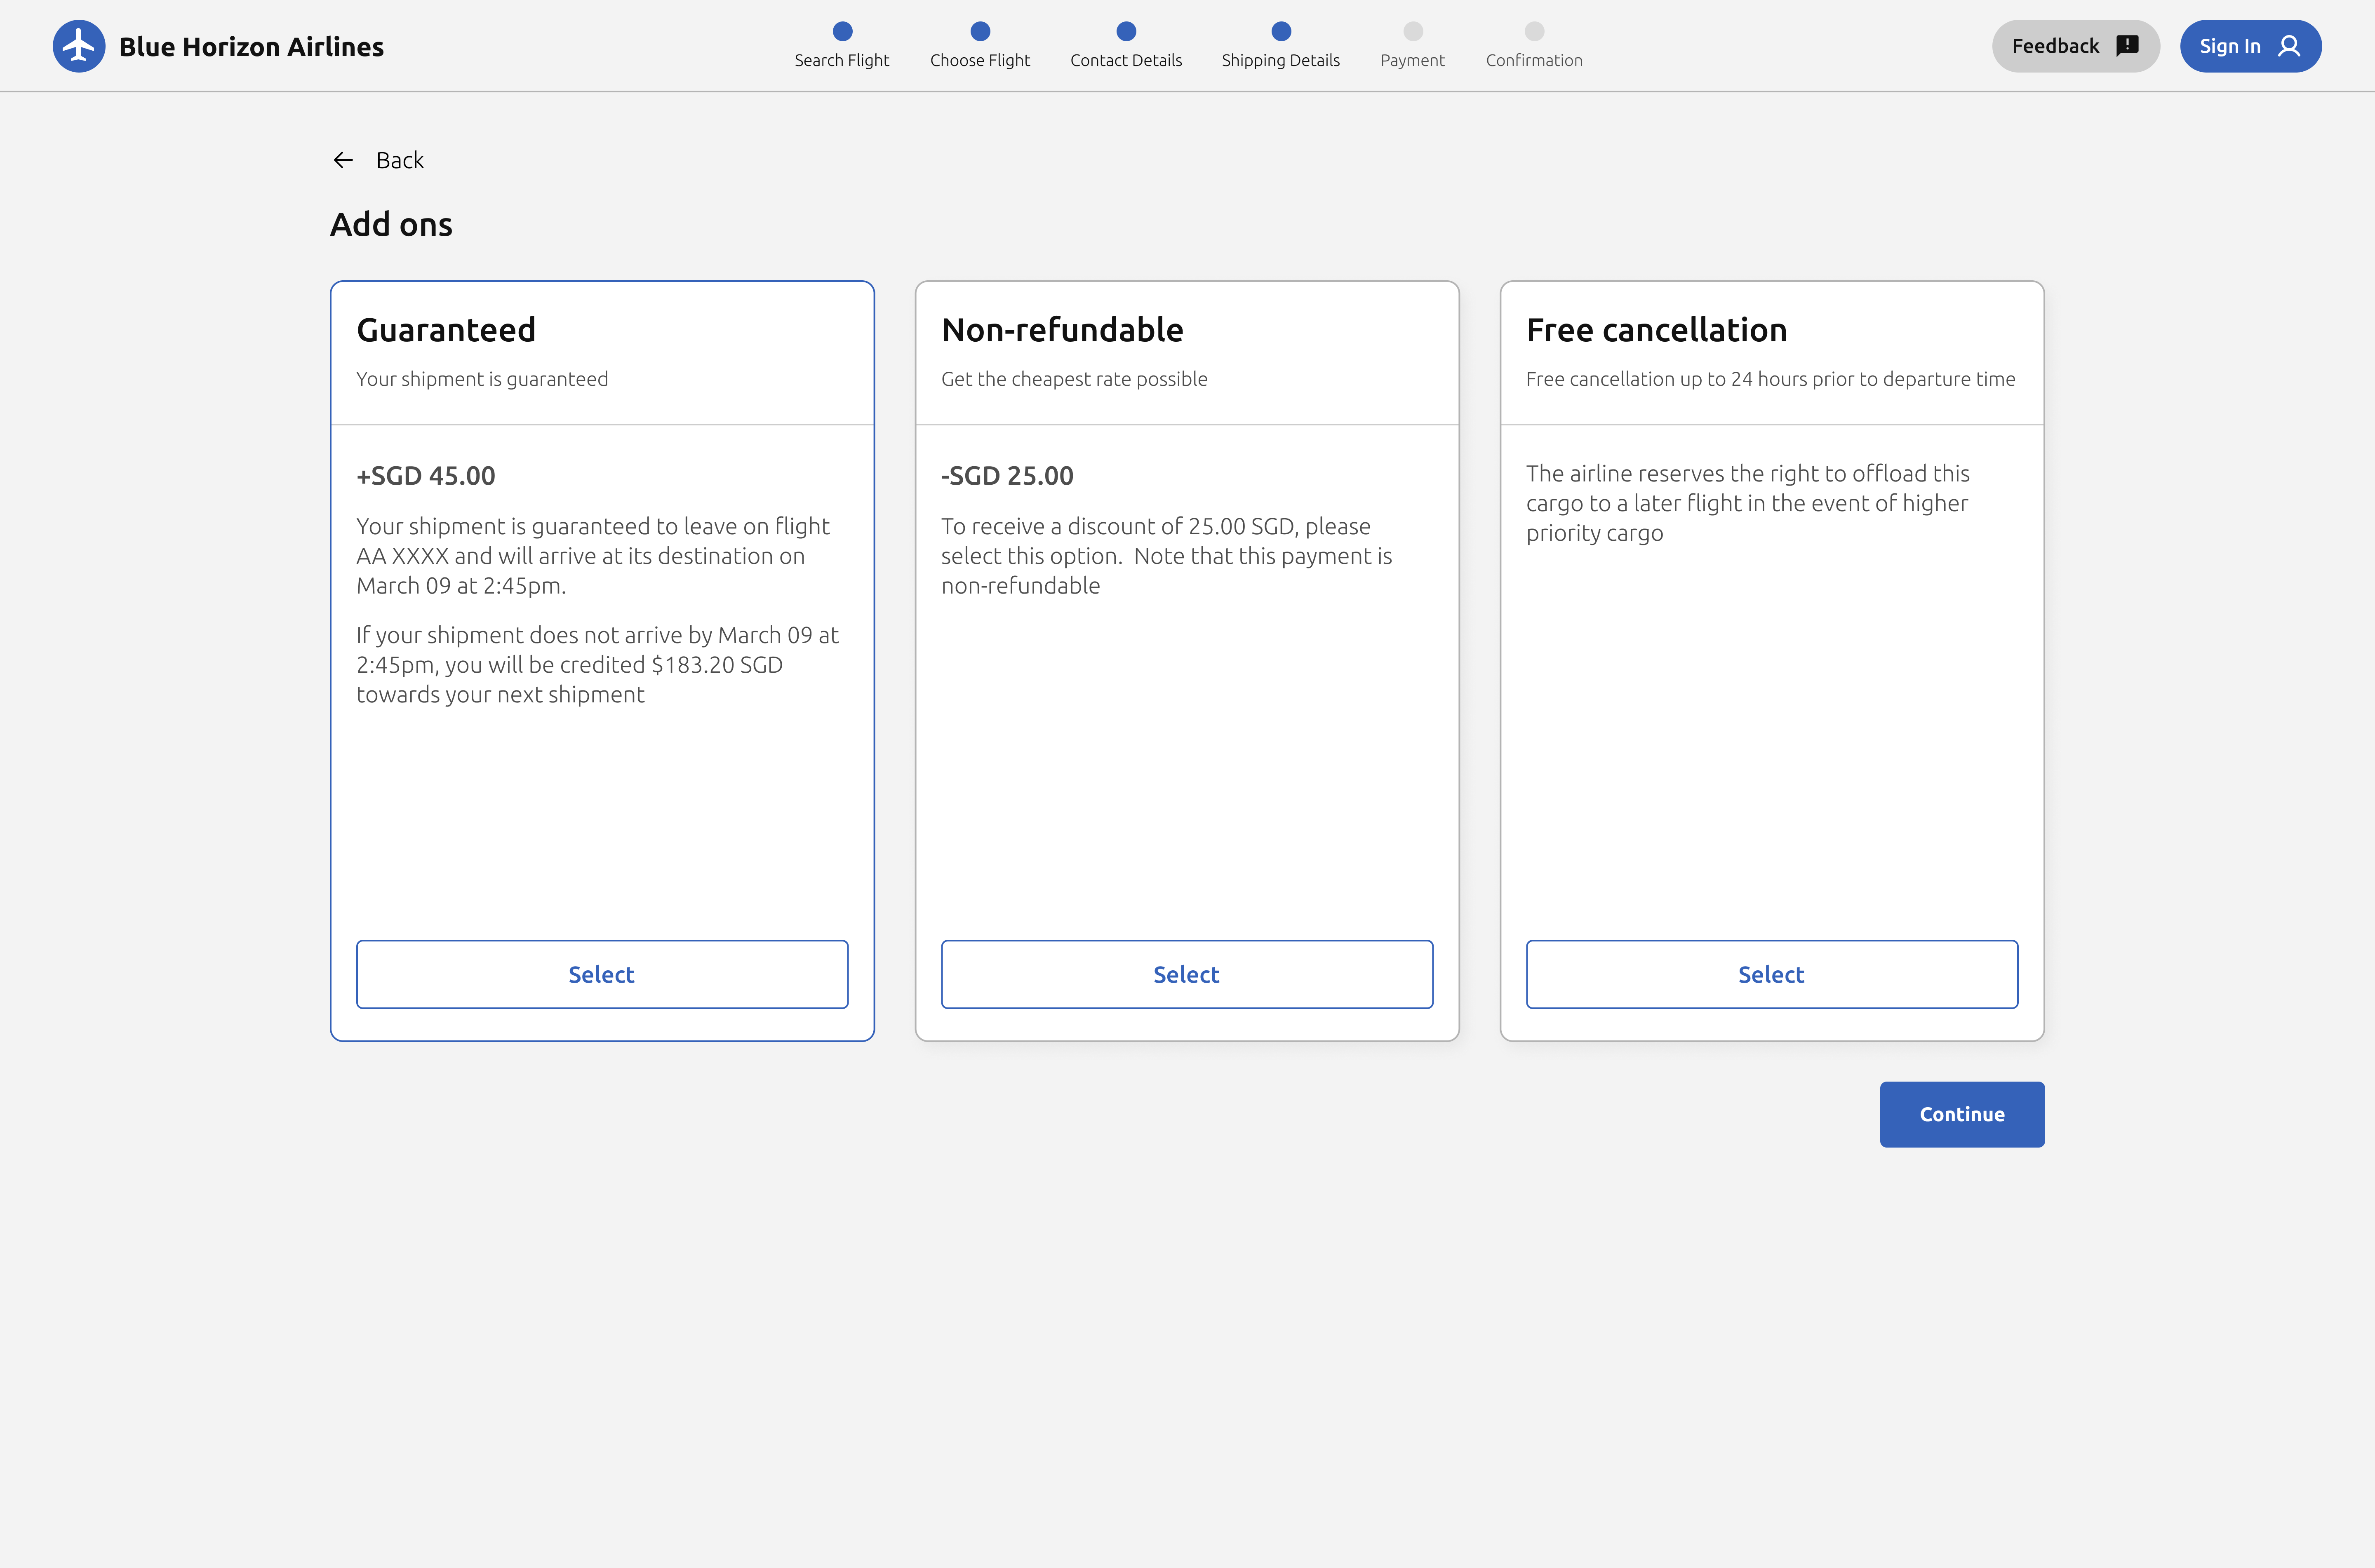 Blue Horizon Airlines
Search Flight
Choose Flight
Contact Details
Shipping Details
Payment
Confirmation
Feedback
Sign In
Back
Add ons
Guaranteed
Your shipment is guaranteed
+SGD 45.00
Your shipment is guaranteed to leave on flight
AA XXXX and will arrive at its destination on
March 09 at 2:45pm.
If your shipment does not arrive by March 09 at
2:45pm, you will be credited $183.20 SGD
towards your next shipment
Select
Non-refundable
Get the cheapest rate possible
-SGD 25.00
To receive a discount of 25.00 SGD, please
select this option.  Note that this payment is
non-refundable
Select
Free cancellation
Free cancellation up to 24 hours prior to departure time
The airline reserves the right to offload this
cargo to a later flight in the event of higher
priority cargo
Select
Continue